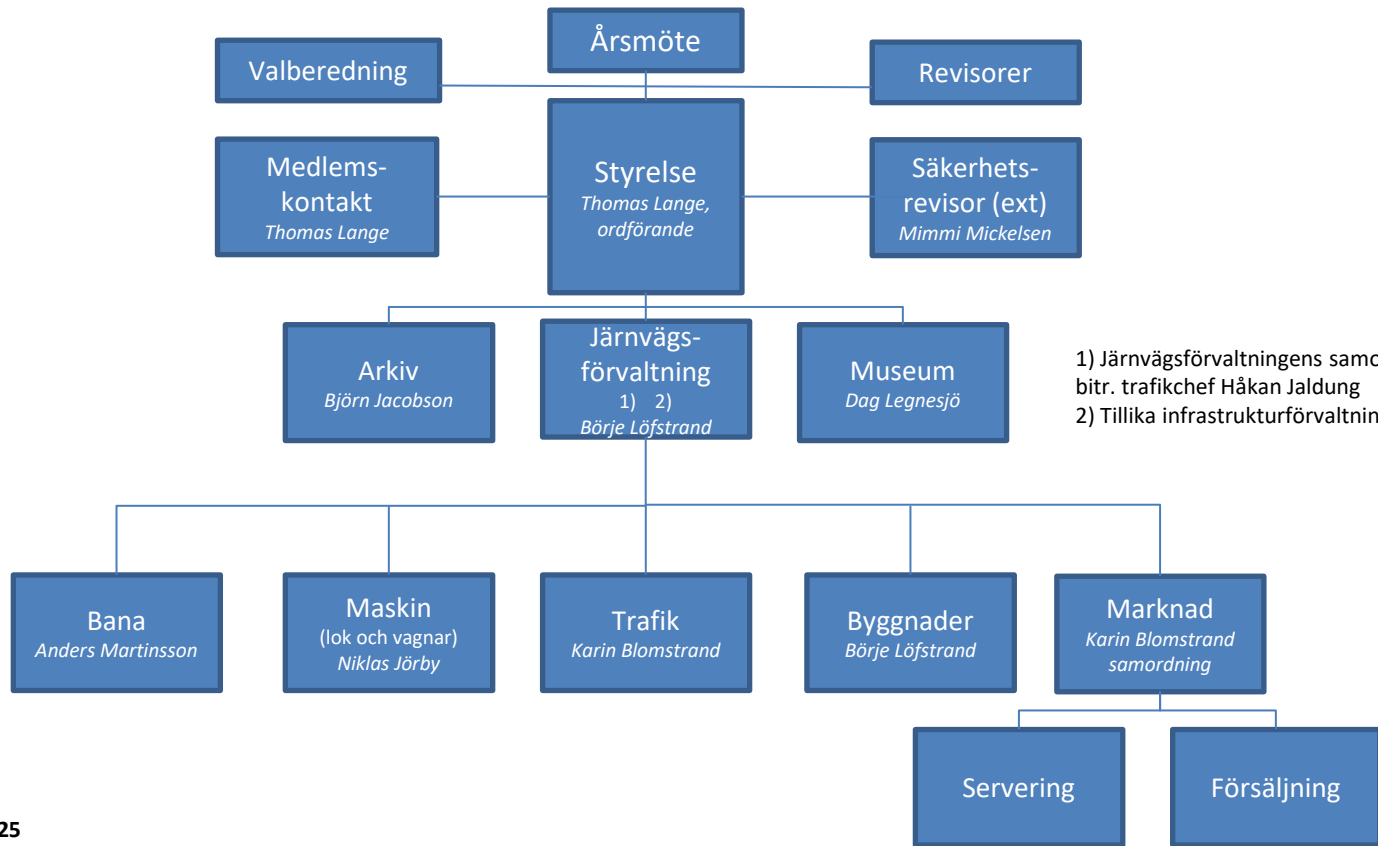 Årsmöte
Valberedning
Revisorer
Medlems-
kontakt
Thomas Lange
Styrelse
Thomas Lange,
ordförande
Säkerhets-
revisor (ext)
Mimmi Mickelsen
Arkiv
Björn Jacobson
Järnvägs-
förvaltning
1) 2)
Börje Löfstrand
Museum
Dag Legnesjö
1) Järnvägsförvaltningens
bitr. trafikchef Håkan Jaldung
2) Tillika
Bana
Anders Martinsson
Maskin
(lok och vagnar)
Niklas Jörby
Trafik
Karin Blomstrand
Byggnader
Börje Löfstrand
Marknad
Karin Blomstrand
samordning
Servering
Försäljning
25